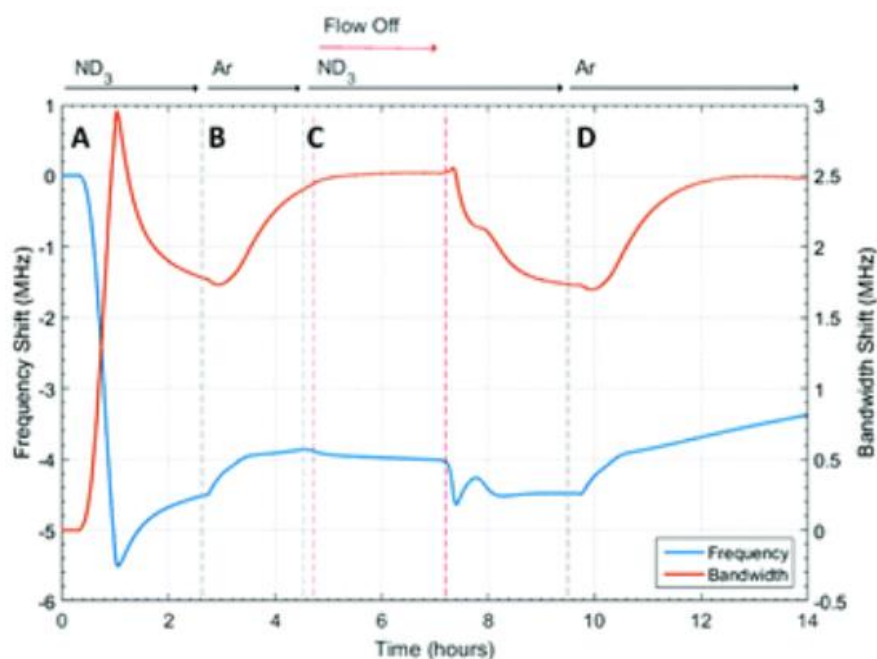 Flow Off
ND3 Ar ND3 Ar
A B C D
1
0
-1
-2
-3
-4
-5
-6
3
2.5
2
1.5
1
0.5
0
-0.5
Frequency Shift (MHz)
Bandwidth Shift (MHz)
Frequency
Bandwidth
0 2 4 6 8 10 12 14
Time (hours)